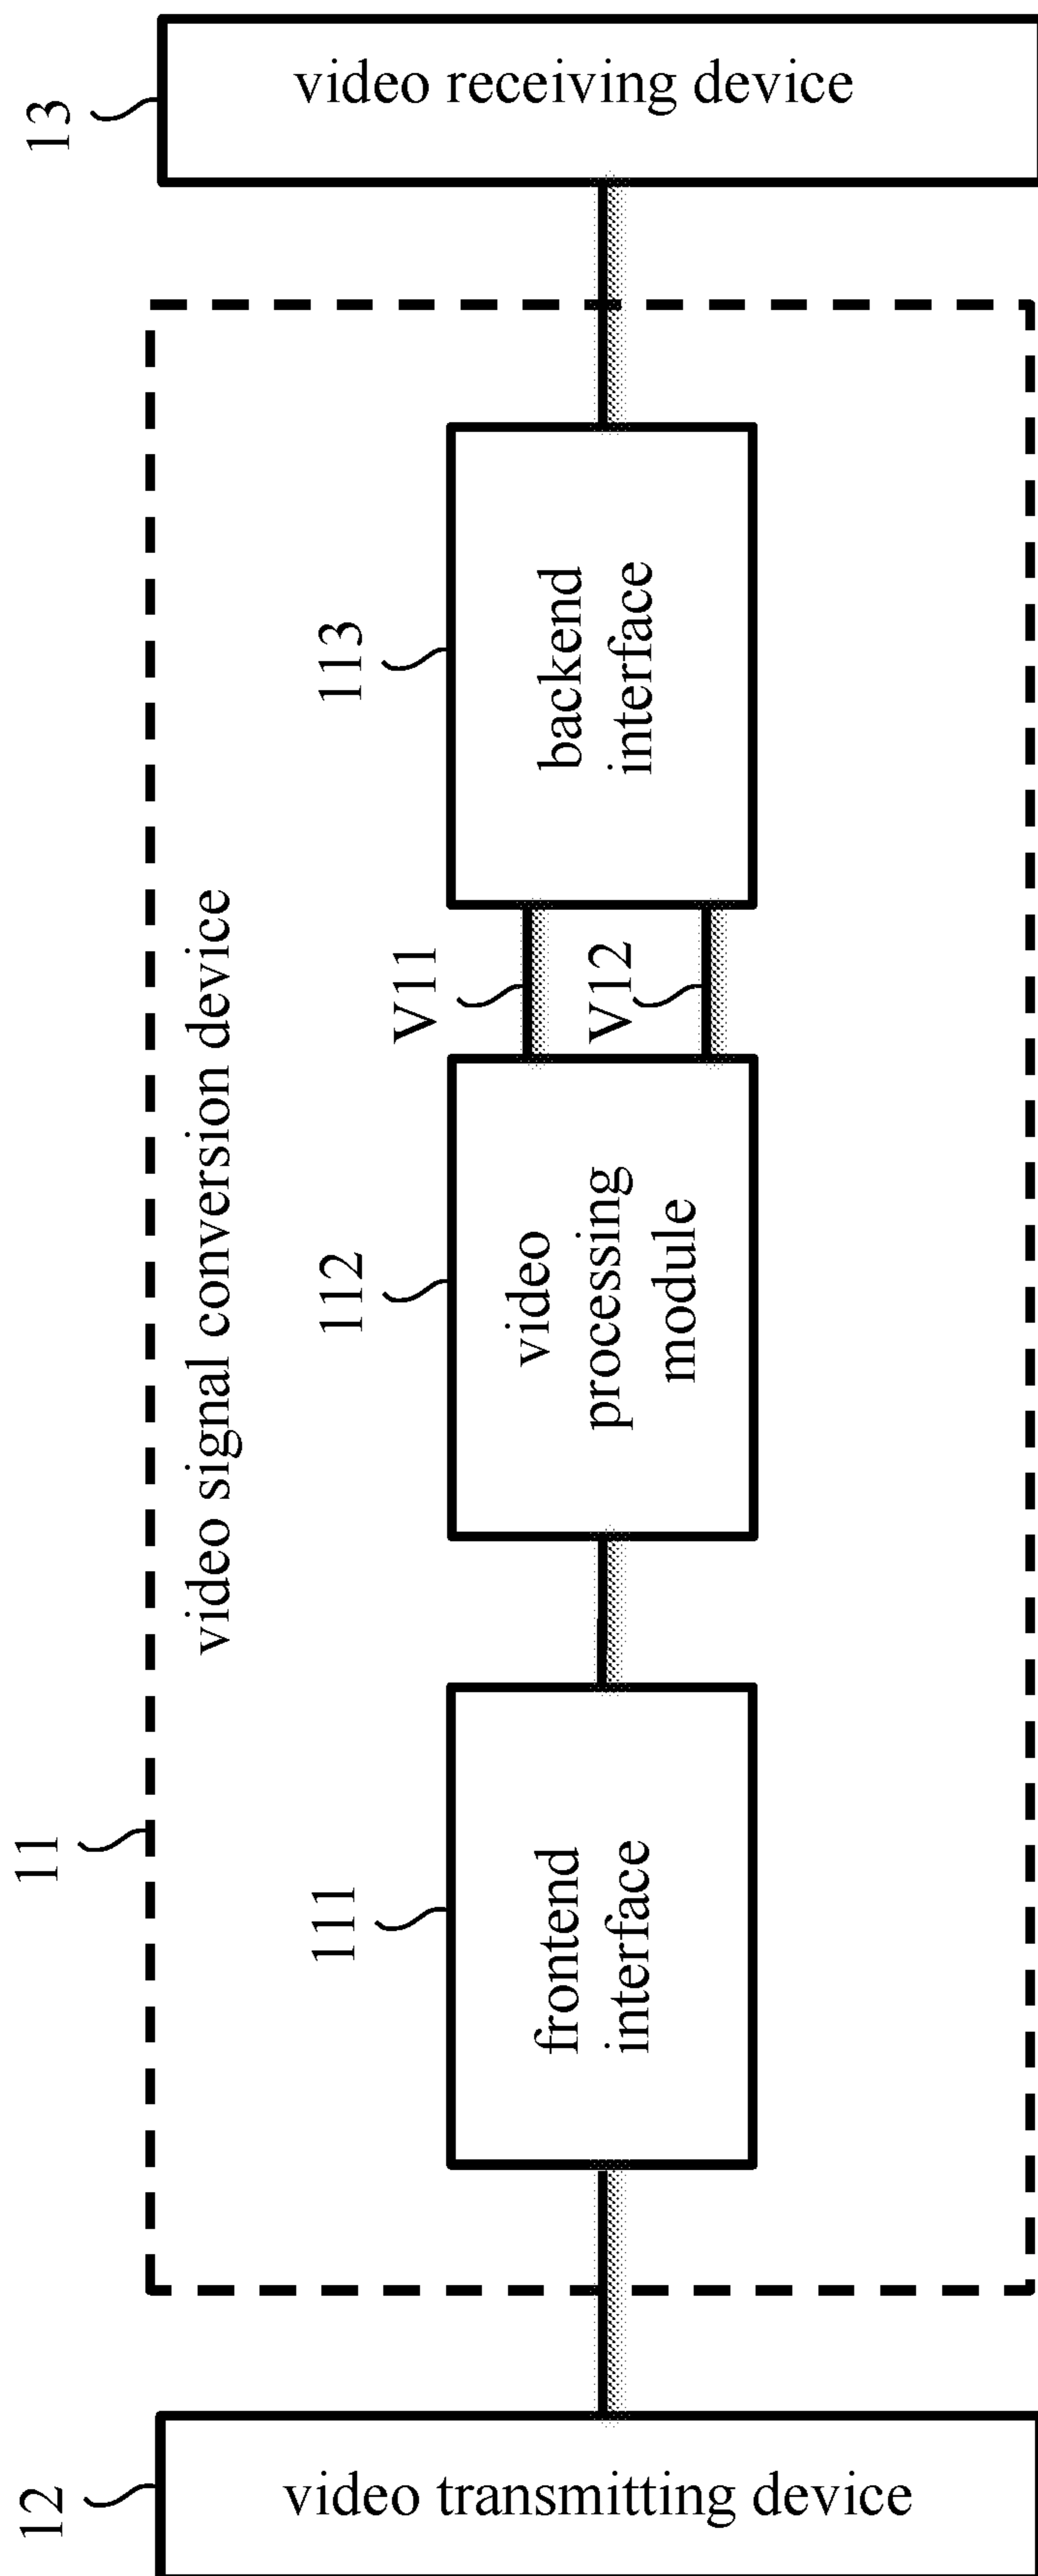 13
video receiving device
11
video signal conversion device
113
backend
interface
V11
V12
112
video
processing
module
111
frontend
interface
12
video transmitting device